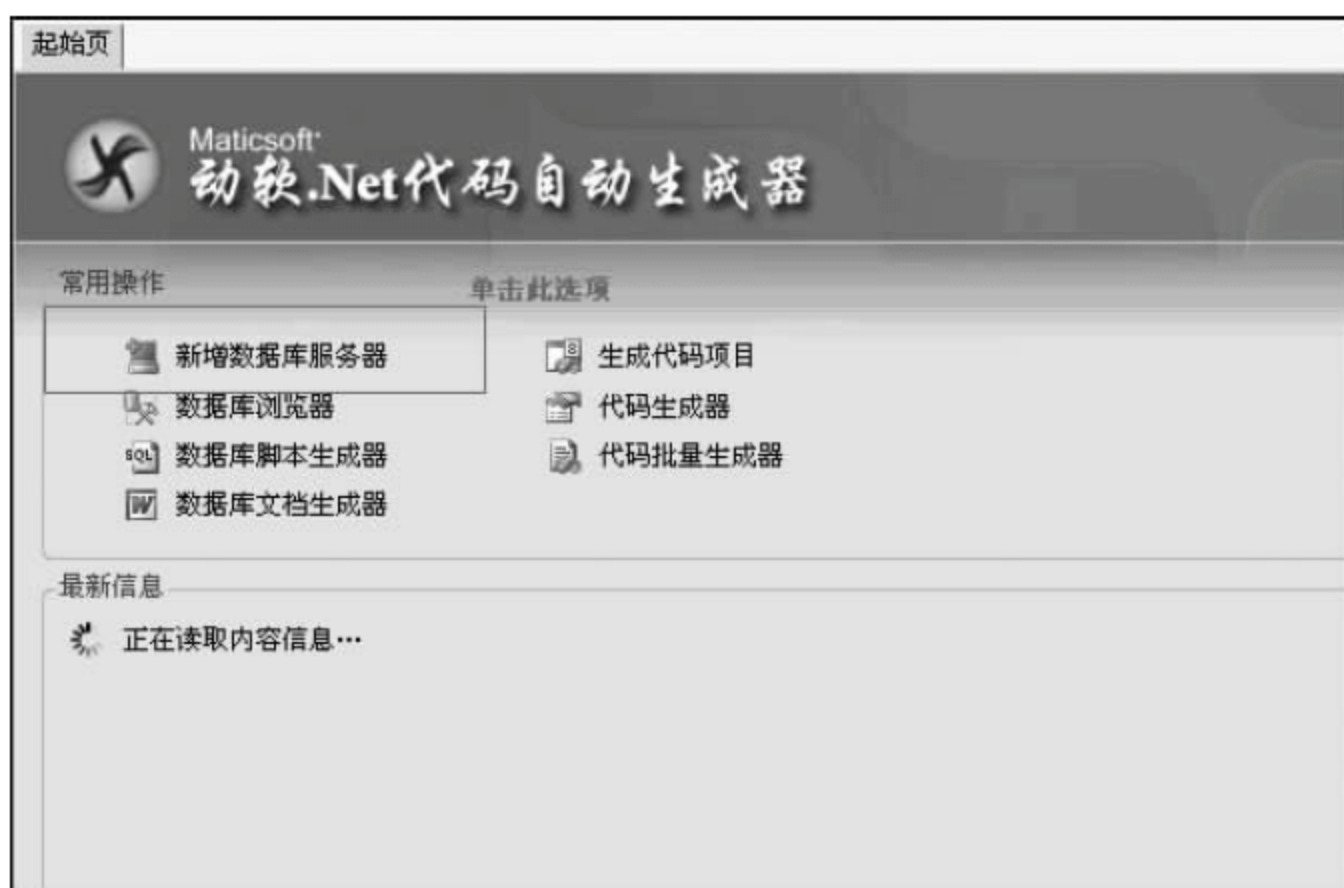 起始页
Maticsoft
动软.Net代码自动生成器
常用操作
单击此选项
新增数据库服务器
生成代码项目
数据库浏览器
代码生成器
SQL 数据库脚本生成器
代码批量生成器
W 数据库文档生成器
最新信息
正在读取内容信息…